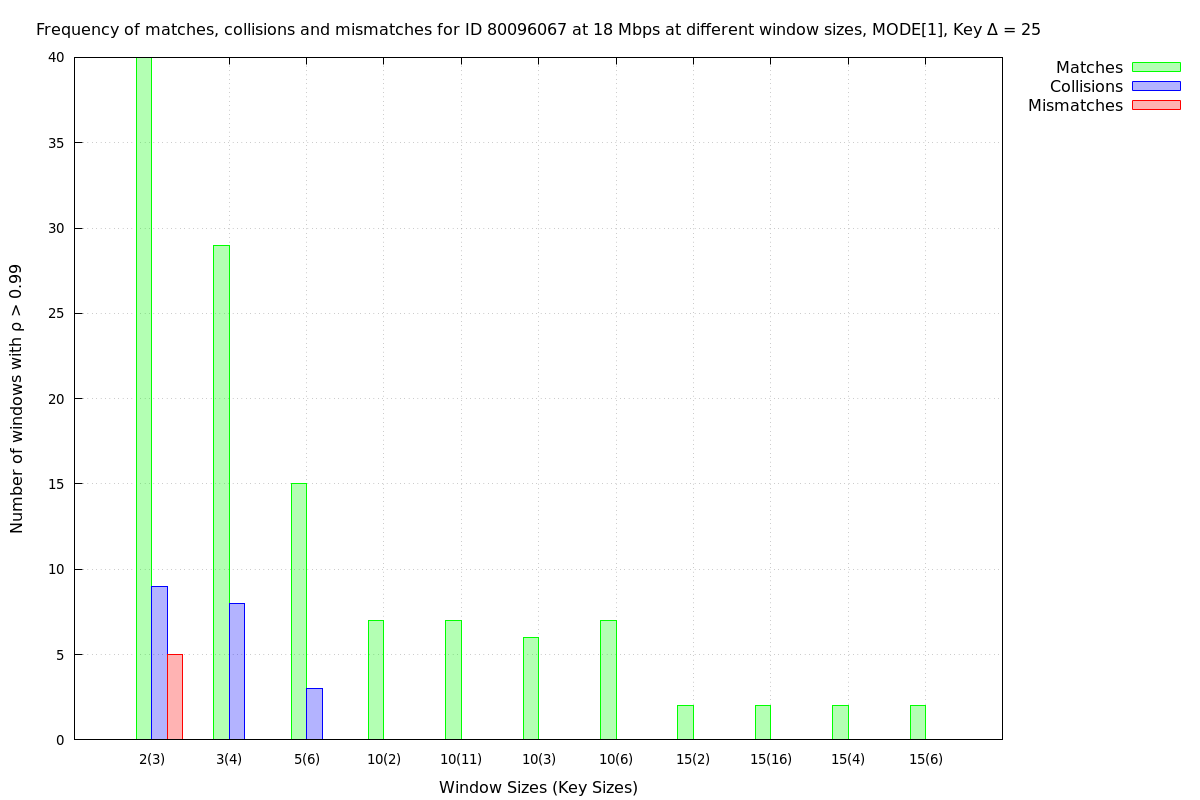 Frequency of matches, collisions and mismatches for ID 80096067 at 18 Mbps at different window sizes, MODE[1], Key Δ = 25
Matches
Collisions
Mismatches
Number of windows with ρ > 0.99
40
35
30
25
20
15
10
5
0
2(3) 3(4) 5(6) 10(2) 10(11) 10(3) 10(6) 15(2) 15(16) 15(4) 15(6)
Window Sizes (Key Sizes)